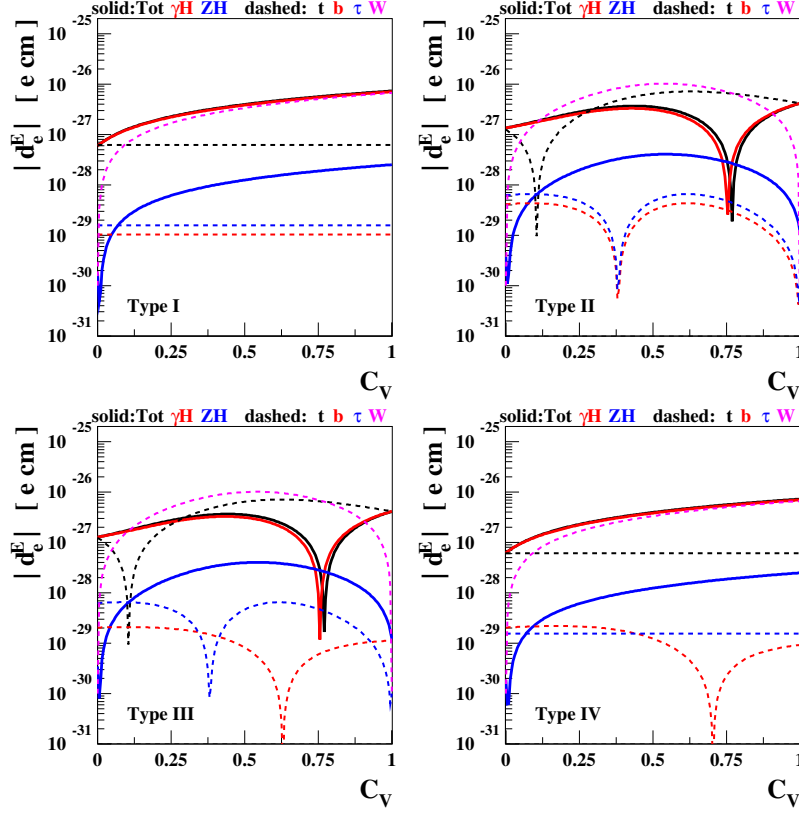 solid:Tot γH ZH dashed: t b τ W
solid:Tot γH ZH dashed: t b τ W
| d_e^E | [ e cm ]
10^-25
10^-26
10^-27
10^-28
10^-29
10^-30
10^-31
Type I
0 0.25 0.5 0.75 1
C_V
| d_e^E | [ e cm ]
10^-25
10^-26
10^-27
10^-28
10^-29
10^-30
10^-31
Type II
0 0.25 0.5 0.75 1
C_V
solid:Tot γH ZH dashed: t b τ W
solid:Tot γH ZH dashed: t b τ W
| d_e^E | [ e cm ]
10^-25
10^-26
10^-27
10^-28
10^-29
10^-30
10^-31
Type III
0 0.25 0.5 0.75 1
C_V
| d_e^E | [ e cm ]
10^-25
10^-26
10^-27
10^-28
10^-29
10^-30
10^-31
Type IV
0 0.25 0.5 0.75 1
C_V